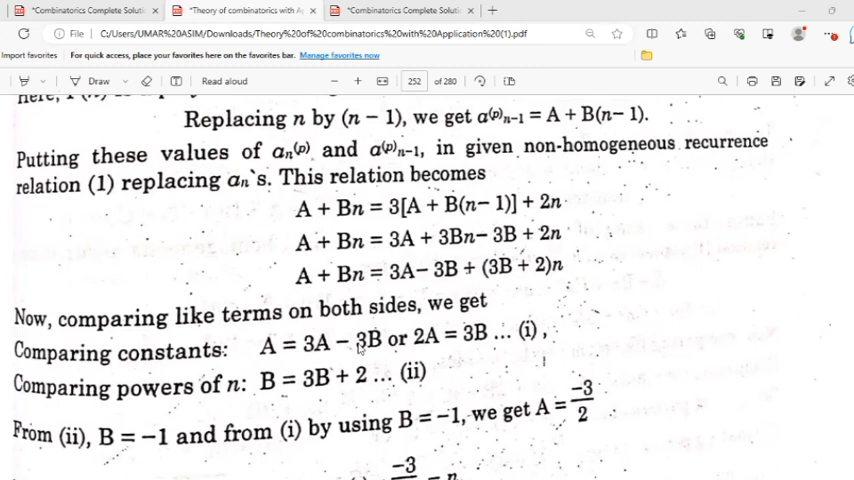 *Combinatorics Complete Soluti
*Theory of combinatorics with A
*Combinatorics Complete Soluti
File
C:/Users/UMAR%20ASIM/Downloads/Theory%20of%20combinatorics%20with%20Application%20(1).pdf
Import favorites
For quick access, place your favorites here on the favorites bar. Manage favorites now
Draw
Read aloud
252 of 280
Replacing n by (n − 1), we get a(p)n−1 = A + B(n− 1).
Putting these values of an(p) and a(p)n−1, in given non-homogeneous recurrence
relation (1) replacing an`s. This relation becomes
A + Bn = 3[A + B(n− 1)] + 2n
A + Bn = 3A + 3Bn− 3B + 2n
A + Bn = 3A− 3B + (3B + 2)n
Now, comparing like terms on both sides, we get
Comparing constants: A = 3A − 3B or 2A = 3B ... (i) ,
Comparing powers of n: B = 3B + 2 ... (ii)
From (ii), B = −1 and from (i) by using B = −1, we get A = −3/2
−3